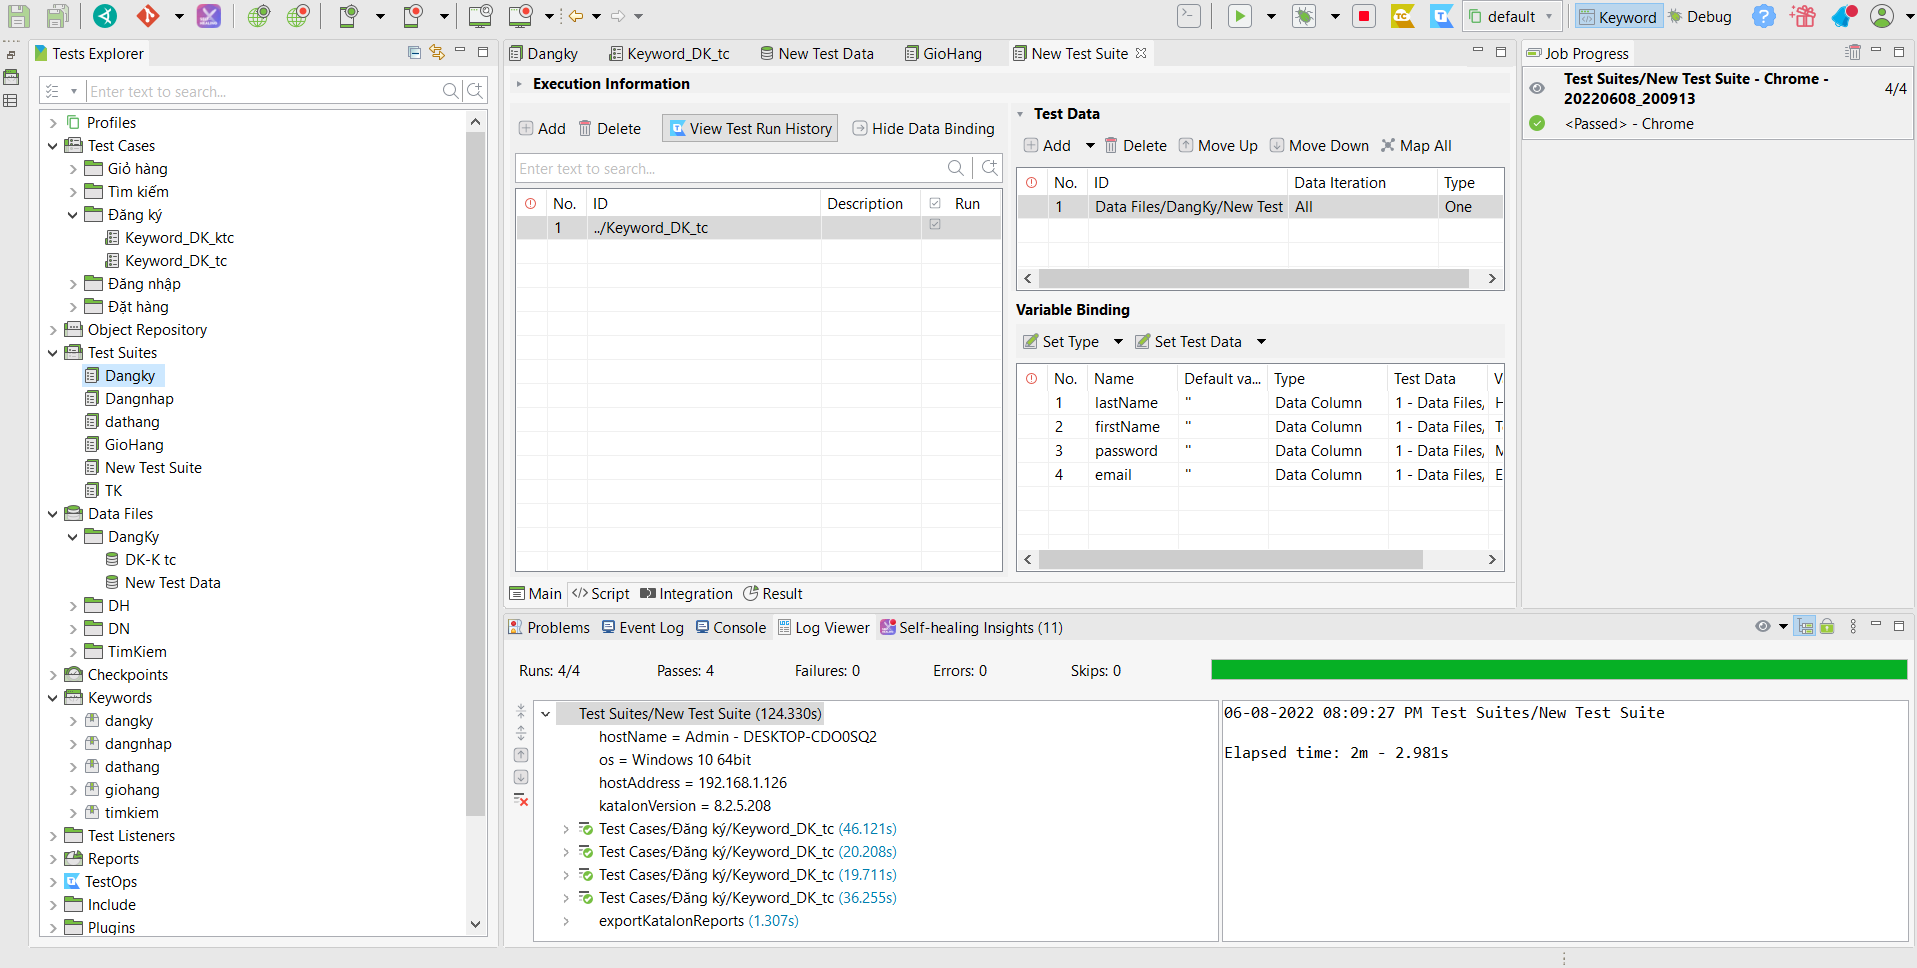 default
Keyword
Debug
Tests Explorer
Enter text to search...
Profiles
Test Cases
Giỏ hàng
Tìm kiếm
Đăng ký
Keyword_DK_ktc
Keyword_DK_tc
Đăng nhập
Đặt hàng
Object Repository
Test Suites
Dangky
Dangnhap
dathang
GioHang
New Test Suite
TK
Data Files
DangKy
DK-K tc
New Test Data
DH
DN
TimKiem
Checkpoints
Keywords
dangky
dangnhap
dathang
giohang
timkiem
Test Listeners
Reports
TestOps
Include
Plugins
Dangky Keyword_DK_tc New Test Data GioHang New Test Suite
Execution Information
Add Delete View Test Run History Hide Data Binding
Enter text to search...
No. ID Description Run
1 ../Keyword_DK_tc
Test Data
Add Delete Move Up Move Down Map All
No. ID Data Iteration Type
1 Data Files/DangKy/New Test All One
Variable Binding
Set Type Set Test Data
No. Name Default va... Type Test Data V
1 lastName '' Data Column 1 - Data Files, H
2 firstName '' Data Column 1 - Data Files, T
3 password '' Data Column 1 - Data Files, M
4 email '' Data Column 1 - Data Files, E
Main Script Integration Result
Job Progress
Test Suites/New Test Suite - Chrome -
20220608_200913
4/4
<Passed> - Chrome
Problems Event Log Console Log Viewer Self-healing Insights (11)
Runs: 4/4 Passes: 4 Failures: 0 Errors: 0 Skips: 0
Test Suites/New Test Suite (124.330s)
hostName = Admin - DESKTOP-CDO0SQ2
os = Windows 10 64bit
hostAddress = 192.168.1.126
katalonVersion = 8.2.5.208
Test Cases/Đăng ký/Keyword_DK_tc (46.121s)
Test Cases/Đăng ký/Keyword_DK_tc (20.208s)
Test Cases/Đăng ký/Keyword_DK_tc (19.711s)
Test Cases/Đăng ký/Keyword_DK_tc (36.255s)
exportKatalonReports (1.307s)
06-08-2022 08:09:27 PM Test Suites/New Test Suite
Elapsed time: 2m - 2.981s